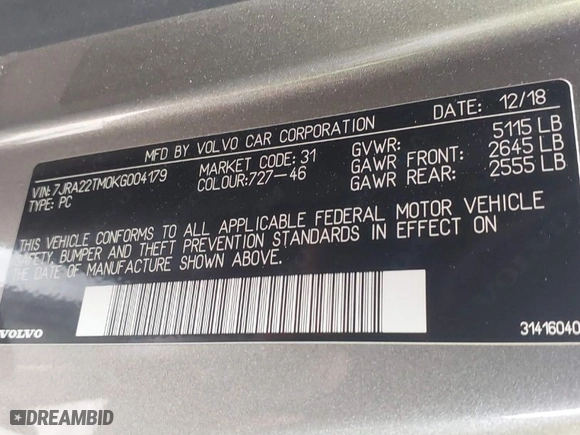 MFD BY VOLVO CAR CORPORATION DATE: 12/18
VIN:7JRA22TM0KG004179 MARKET CODE: 31 GVWR: 5115 LB
TYPE: PC COLOUR:727-46 GAWR FRONT: 2645 LB
GAWR REAR: 2555 LB
THIS VEHICLE CONFORMS TO ALL APPLICABLE FEDERAL MOTOR VEHICLE
SAFETY, BUMPER AND THEFT PREVENTION STANDARDS IN EFFECT ON
THE DATE OF MANUFACTURE SHOWN ABOVE.
VOLVO 31416040
DREAMBID